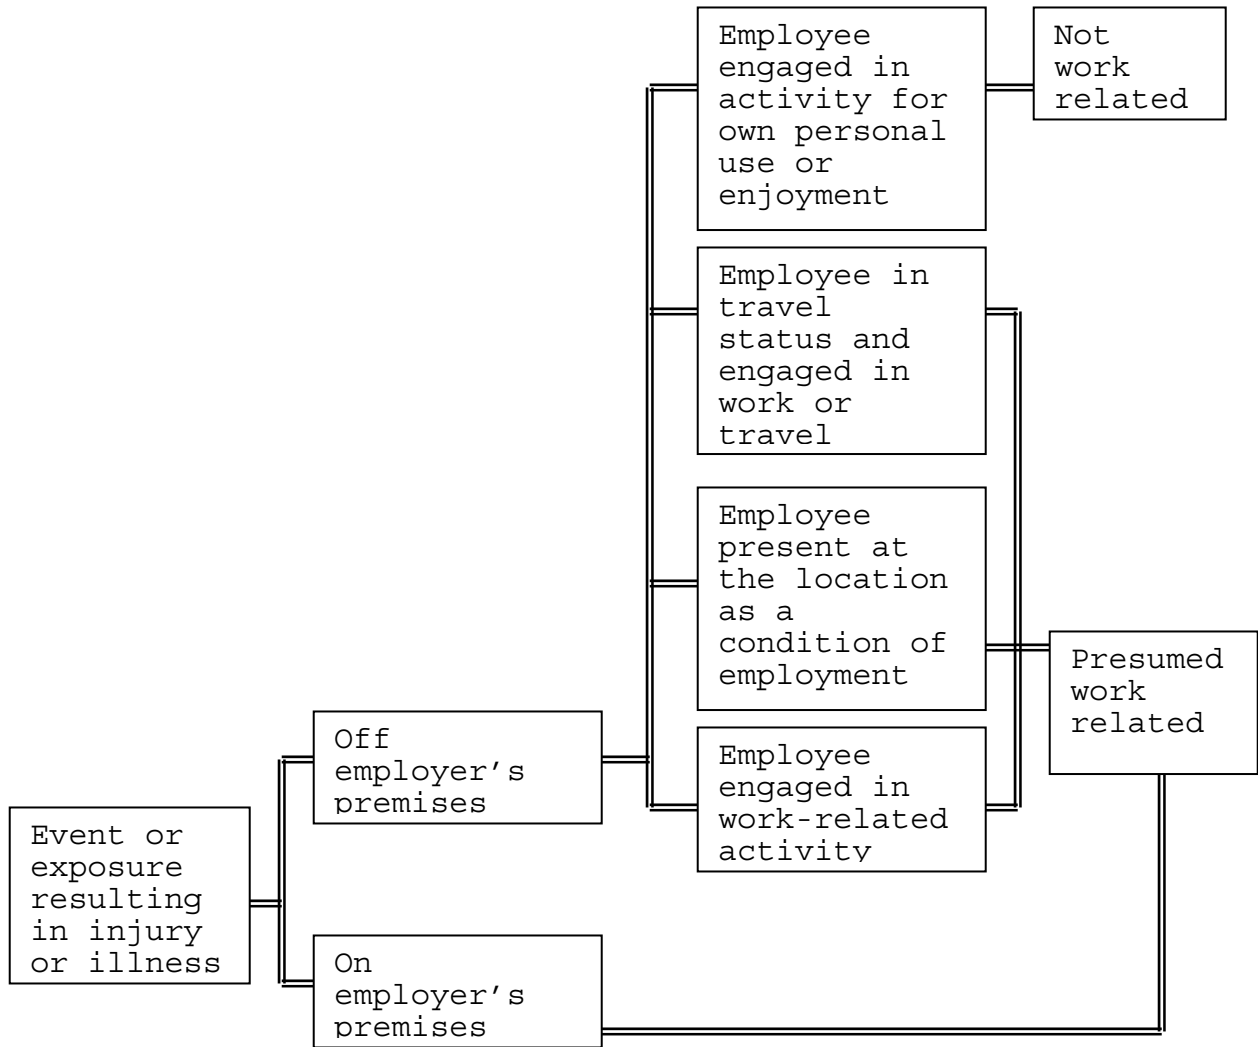 Employee
engaged in
activity for
own personal
use or
enjoyment
Not
work
related
Employee in
travel
status and
engaged in
work or
travel
Employee
present at
the location
as a
condition of
employment
Presumed
work
related
Off
employer’s
premises
Employee
engaged in
work-related
activity
Event or
exposure
resulting
in injury
or illness
On
employer’s
premises